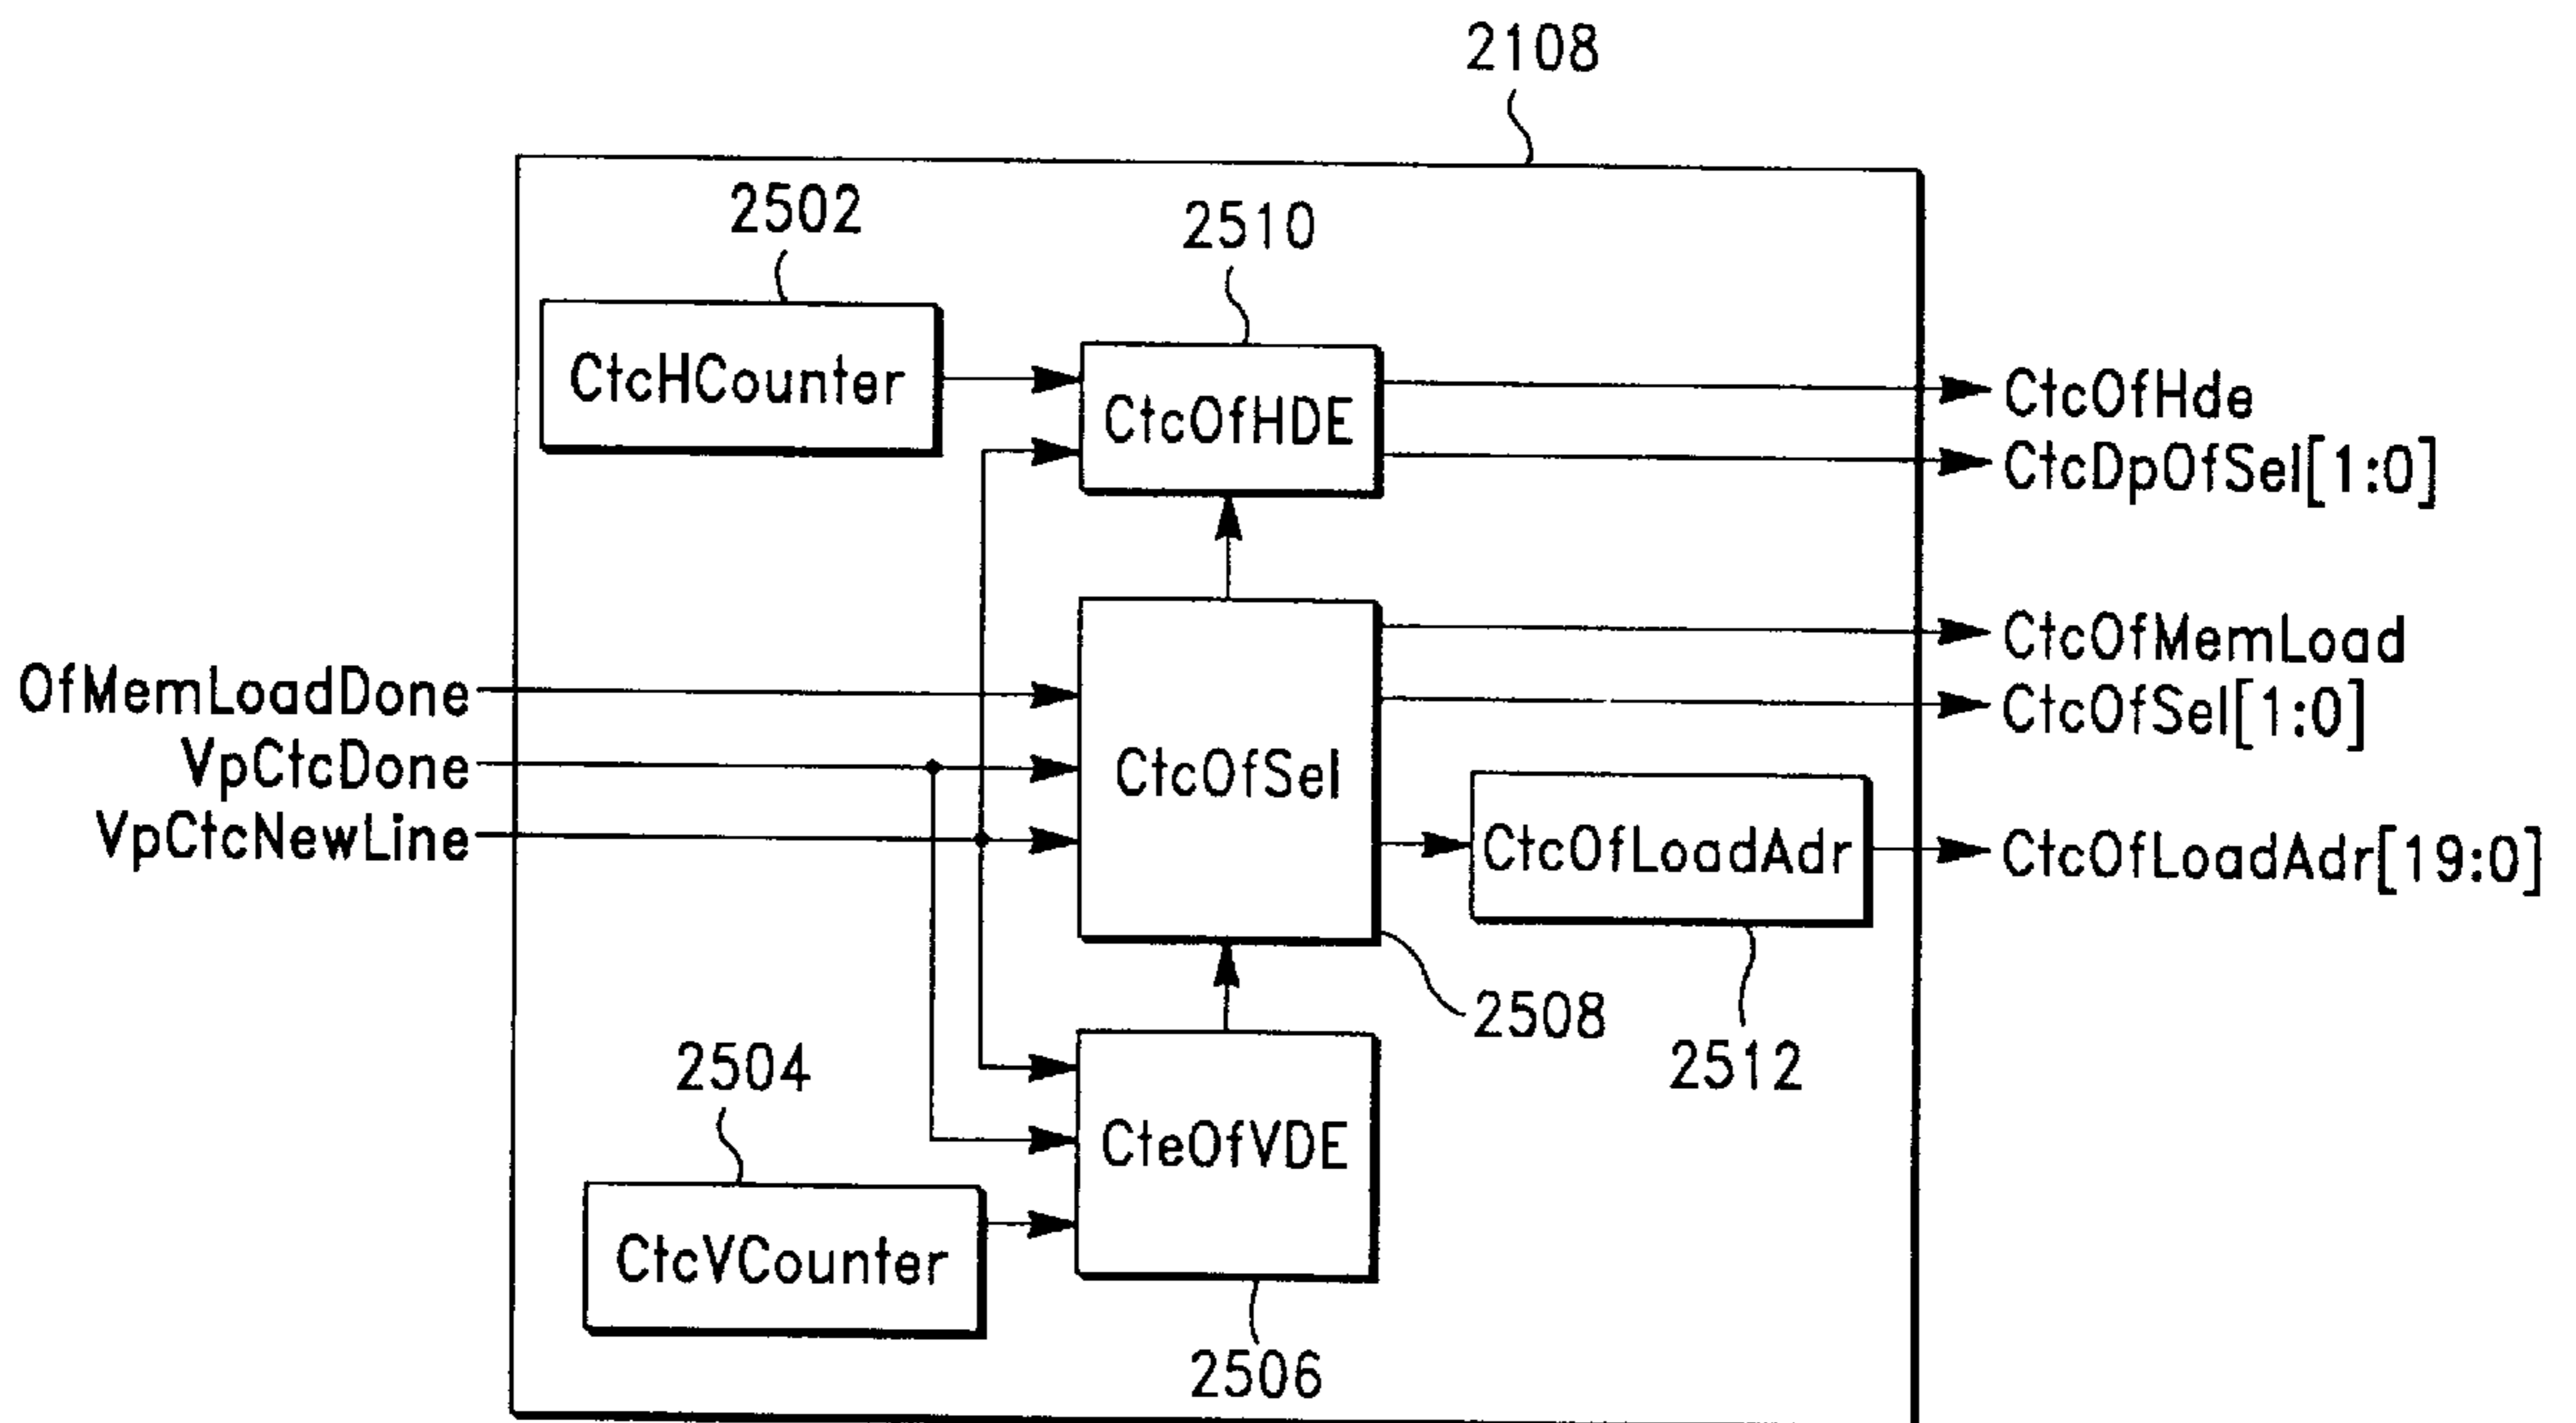 2108
2502
2510
CtcHCounter
CtcOfHDE
CtcOfHde
CtcDpOfSel[1:0]
CtcOfMemLoad
CtcOfSel[1:0]
OfMemLoadDone
VpCtcDone
VpCtcNewLine
CtcOfSel
CtcOfLoadAdr
CtcOfLoadAdr[19:0]
2508
2512
2504
CteOfVDE
CtcVCounter
2506